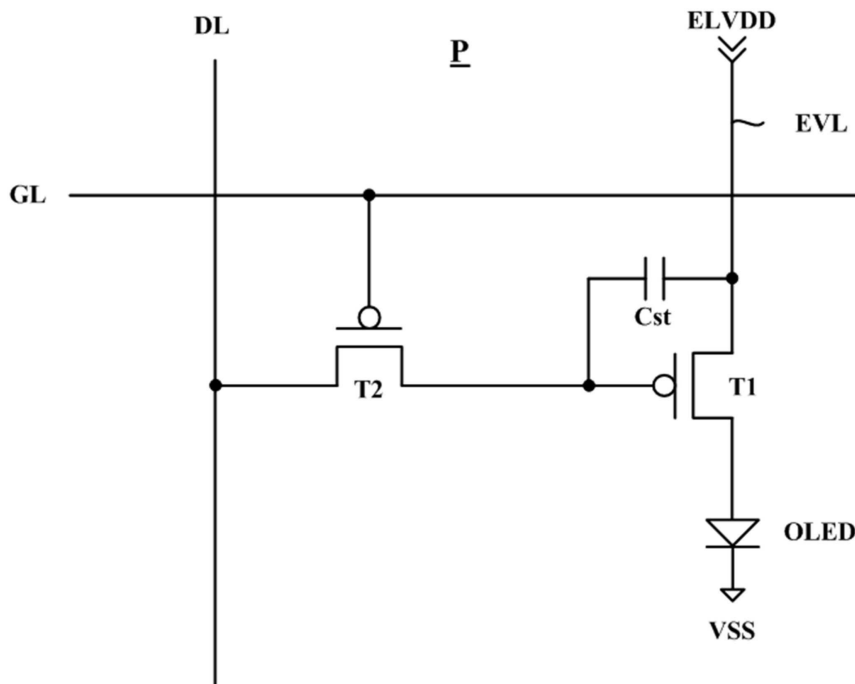 DL
P
ELVDD
EVL
GL
Cst
T2
T1
OLED
VSS